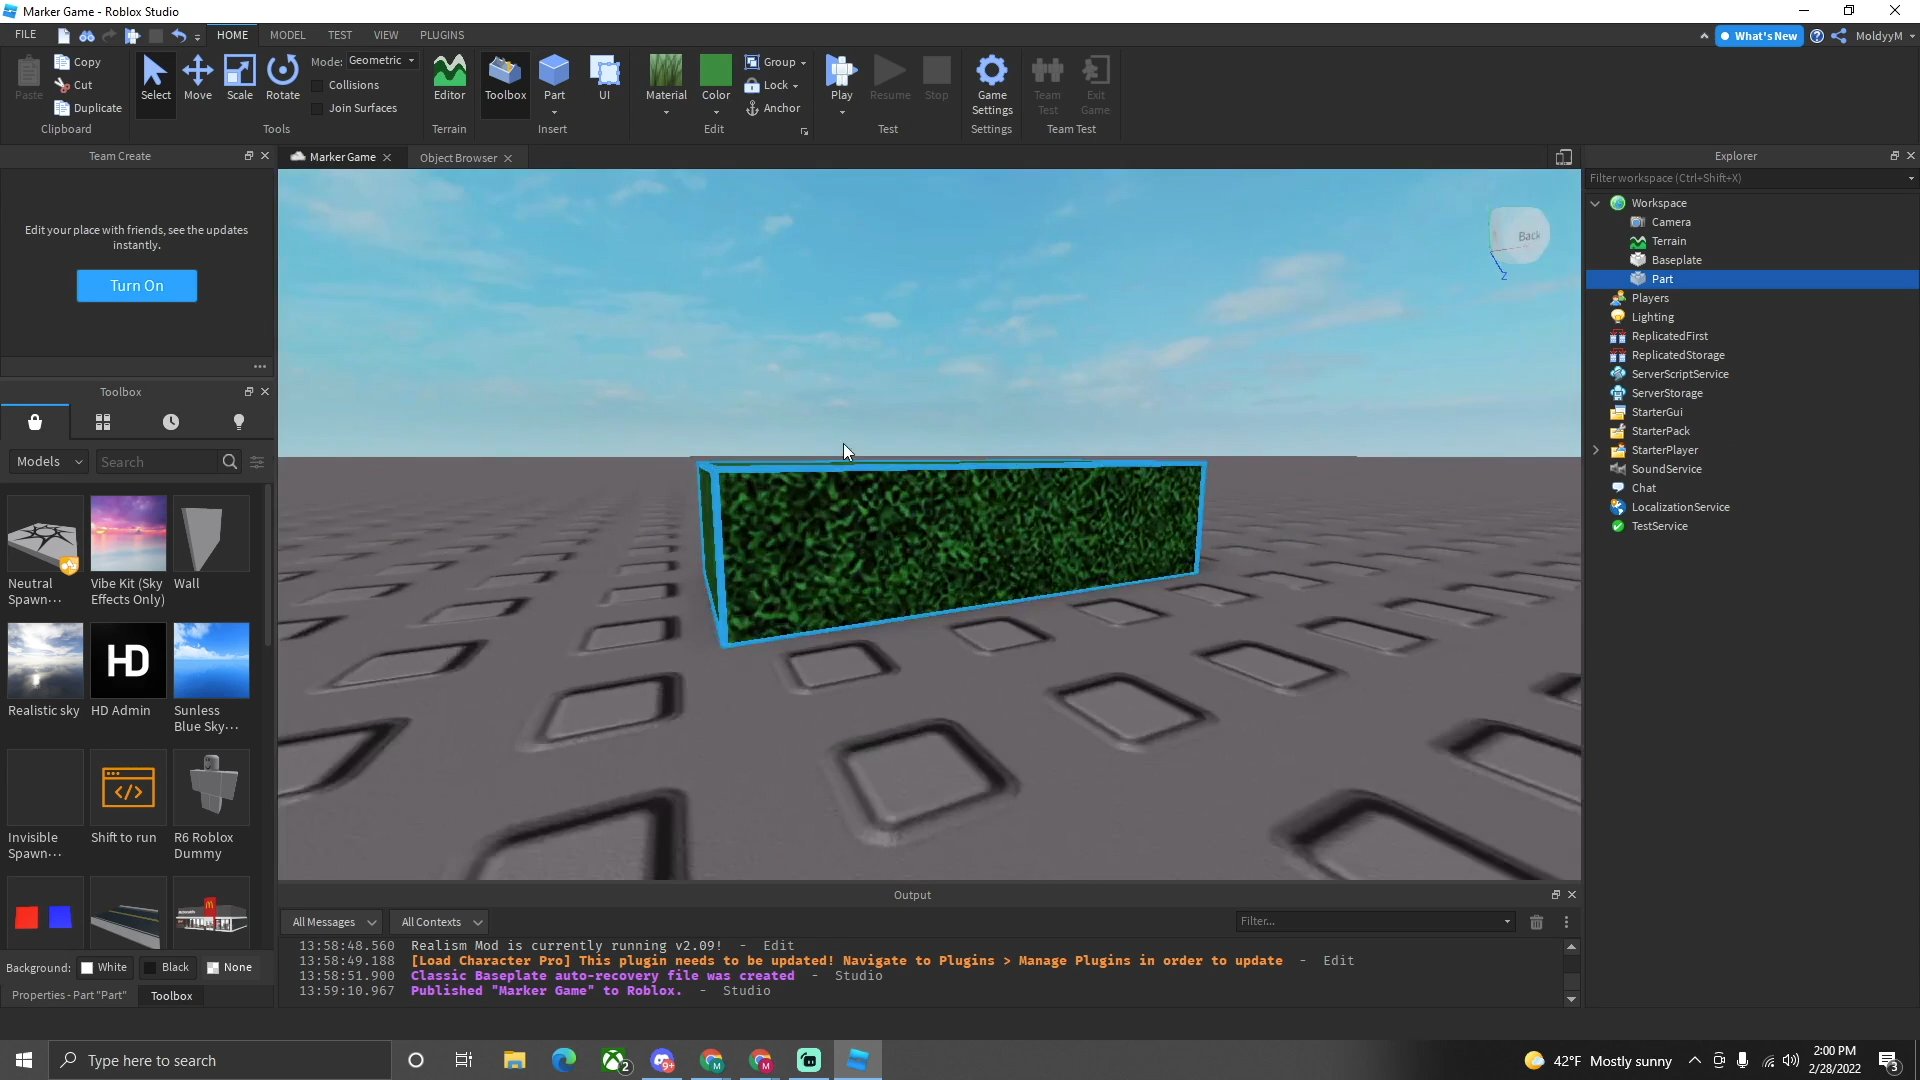 Marker Game - Roblox Studio
FILE
HOME
MODEL
TEST
VIEW
PLUGINS
What's New
MoldyyM
Paste
Copy
Cut
Duplicate
Clipboard
Select
Move
Scale
Rotate
Mode: Geometric
Collisions
Join Surfaces
Tools
Editor
Terrain
Toolbox
Part
UI
Insert
Material
Color
Group
Lock
Anchor
Edit
Play
Resume
Stop
Test
Game
Settings
Settings
Team
Test
Exit
Game
Team Test
Team Create
Edit your place with friends, see the updates
instantly.
Turn On
Toolbox
Models
Search
Neutral
Spawn...
Vibe Kit (Sky
Effects Only)
Wall
Realistic sky
HD
HD Admin
Sunless
Blue Sky...
Invisible
Spawn...
Shift to run
R6 Roblox
Dummy
Background: White Black None
Properties - Part "Part"
Toolbox
Marker Game
Object Browser
Back
Z
Output
All Messages
All Contexts
Filter...
13:58:48.560 Realism Mod is currently running v2.09! - Edit
13:58:49.188 [Load Character Pro] This plugin needs to be updated! Navigate to Plugins > Manage Plugins in order to update - Edit
13:58:51.900 Classic Baseplate auto-recovery file was created - Studio
13:59:10.967 Published "Marker Game" to Roblox. - Studio
Explorer
Filter workspace (Ctrl+Shift+X)
Workspace
Camera
Terrain
Baseplate
Part
Players
Lighting
ReplicatedFirst
ReplicatedStorage
ServerScriptService
ServerStorage
StarterGui
StarterPack
StarterPlayer
SoundService
Chat
LocalizationService
TestService
Type here to search
2
9+
M
M
42°F Mostly sunny
2:00 PM
2/28/2022
3